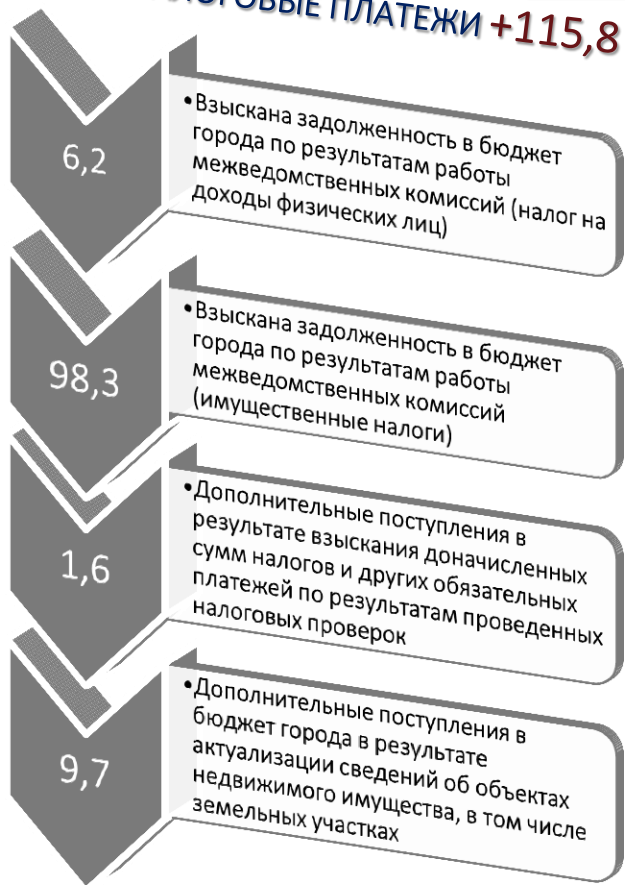 ПЛАТЕЖИ +115,8
6,2
•Взыскана задолженность в бюджет
города по результатам работы
межведомственных комиссий (налог на
доходы физических лиц)
98,3
•Взыскана задолженность в бюджет
города по результатам работы
межведомственных комиссий
(имущественные налоги)
1,6
•Дополнительные поступления в
результате взыскания доначисленных
сумм налогов и других обязательных
платежей по результатам проведенных
налоговых проверок
9,7
•Дополнительные поступления в
бюджет города в результате
актуализации сведений об объектах
недвижимого имущества, в том числе
земельных участках